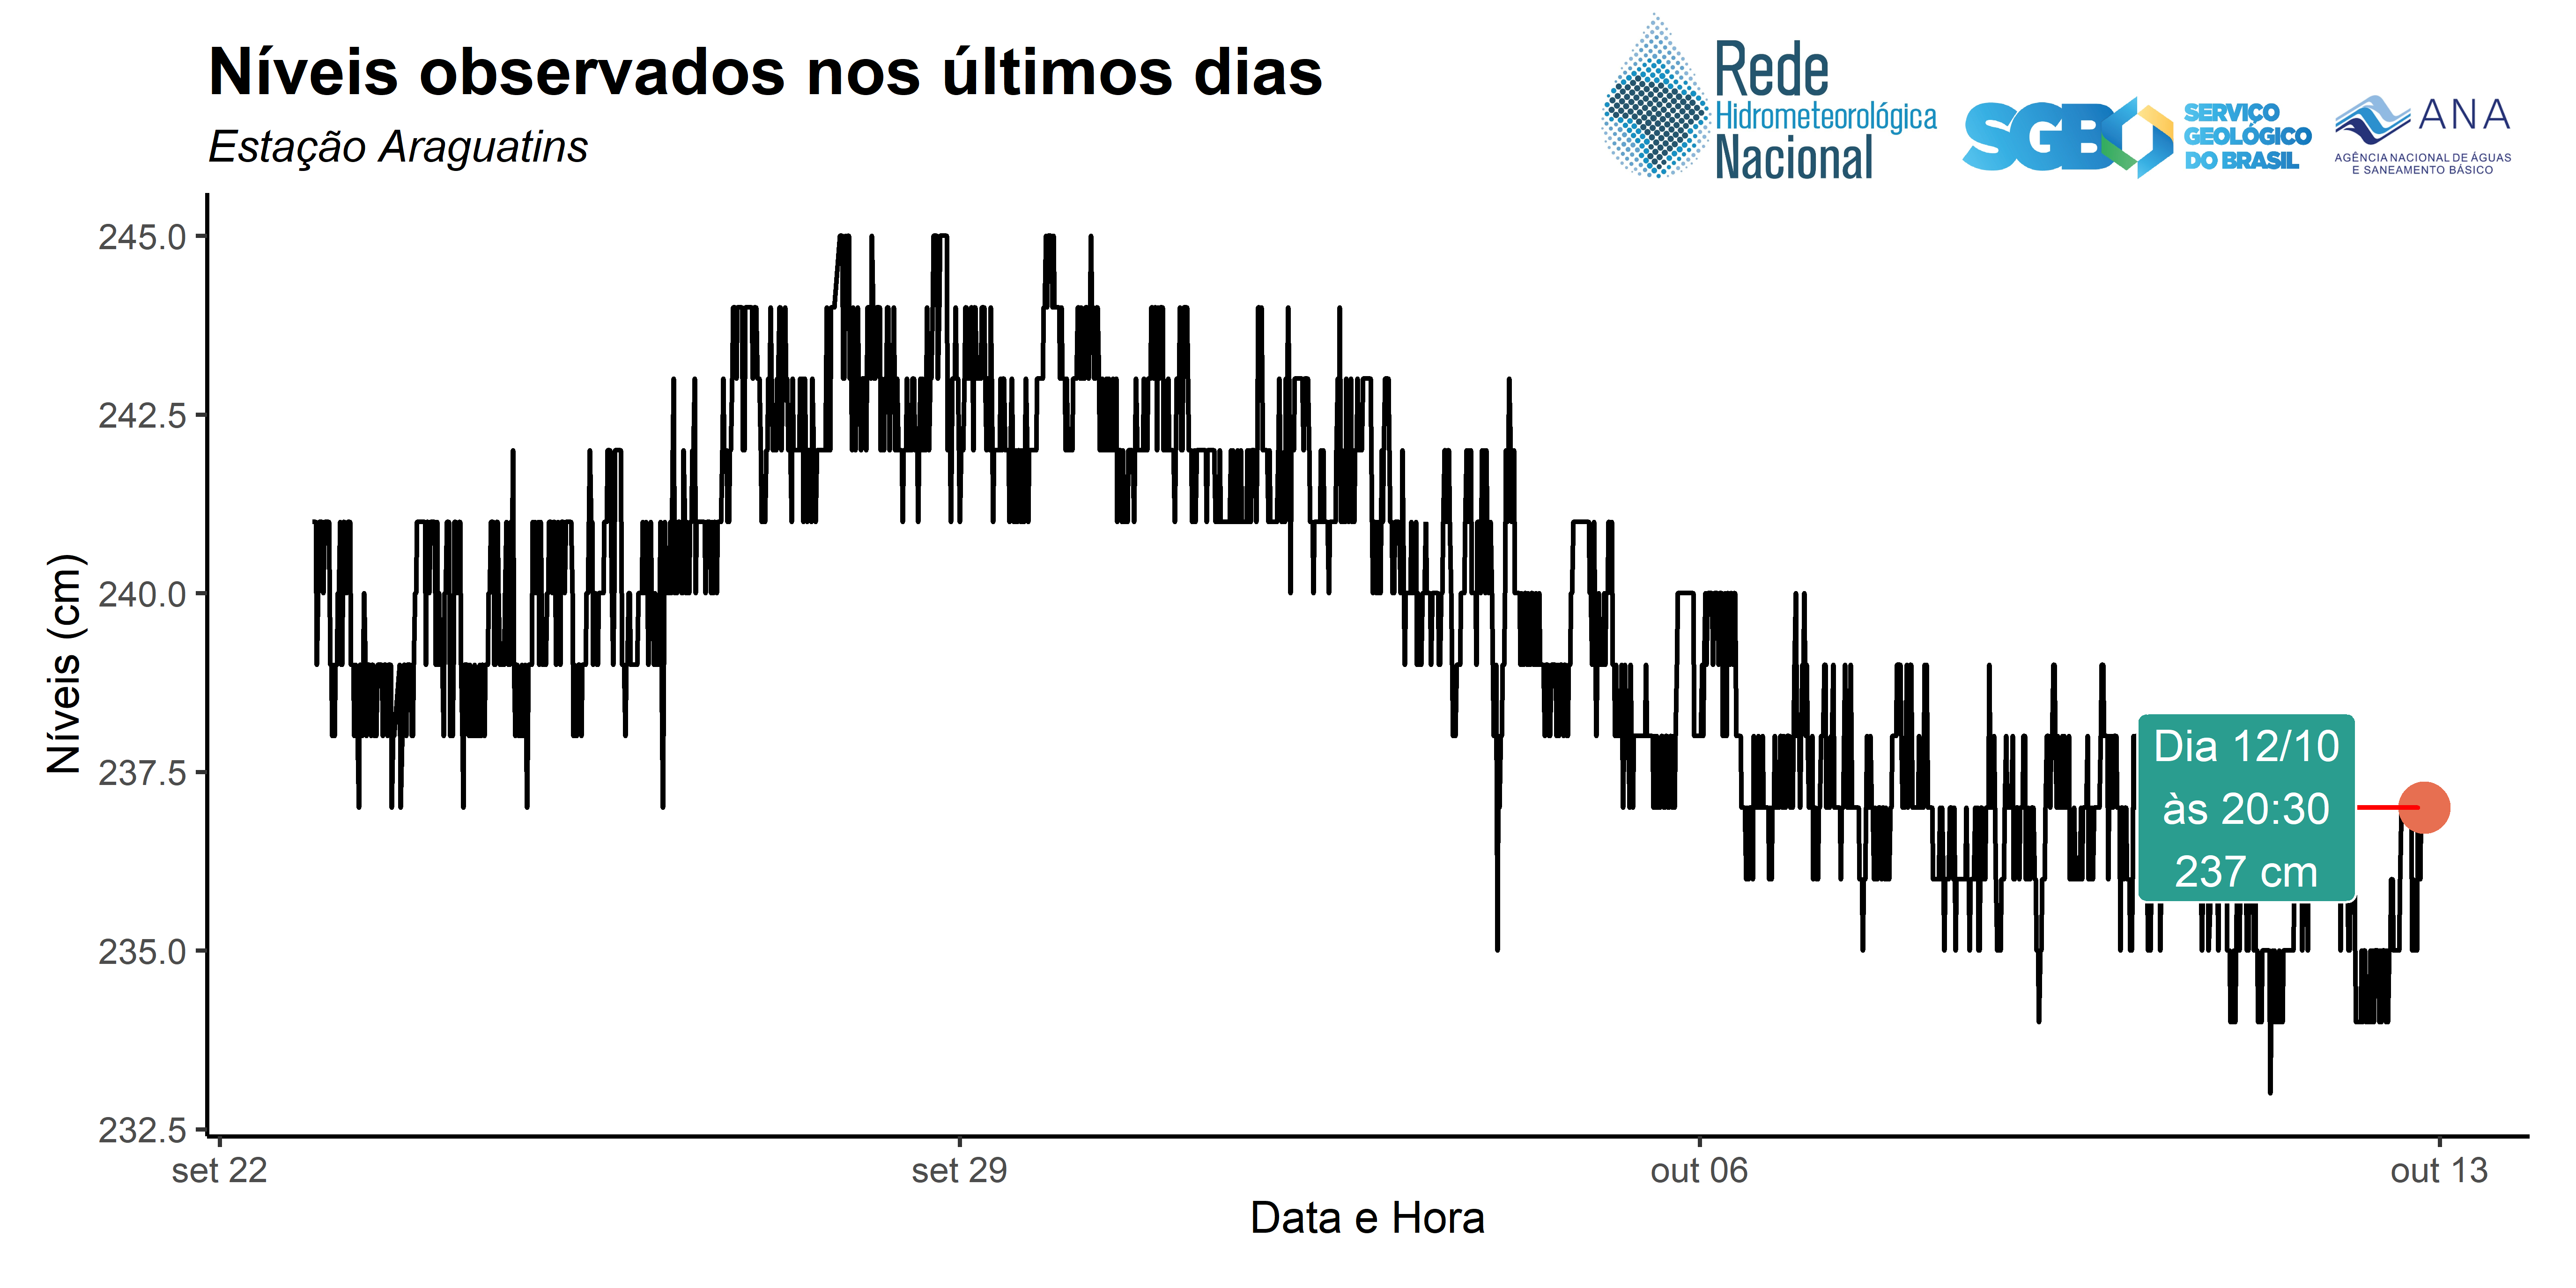 Níveis observados nos últimos dias
Estação Araguatins
Rede
Hidrometeorológica
Nacional
SGB
SERVIÇO
GEOLÓGICO
DO BRASIL
ANA
AGÊNCIA NACIONAL DE ÁGUAS
E SANEAMENTO BÁSICO
Níveis (cm)
245.0
242.5
240.0
237.5
235.0
232.5
Dia 12/10
às 20:30
237 cm
set 22
set 29
out 06
out 13
Data e Hora